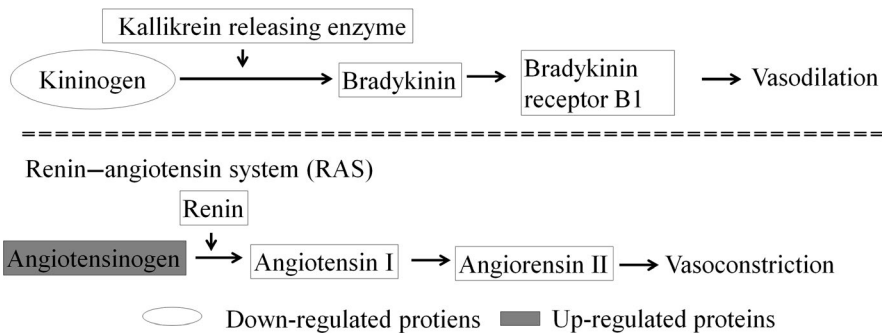 Kallikrein releasing enzyme
Kininogen
Bradykinin
Bradykinin
receptor B1
Vasodilation
Renin–angiotensin system (RAS)
Renin
Angiotensinogen
Angiotensin I
Angiorensin II
Vasoconstriction
Down-regulated protiens
Up-regulated proteins